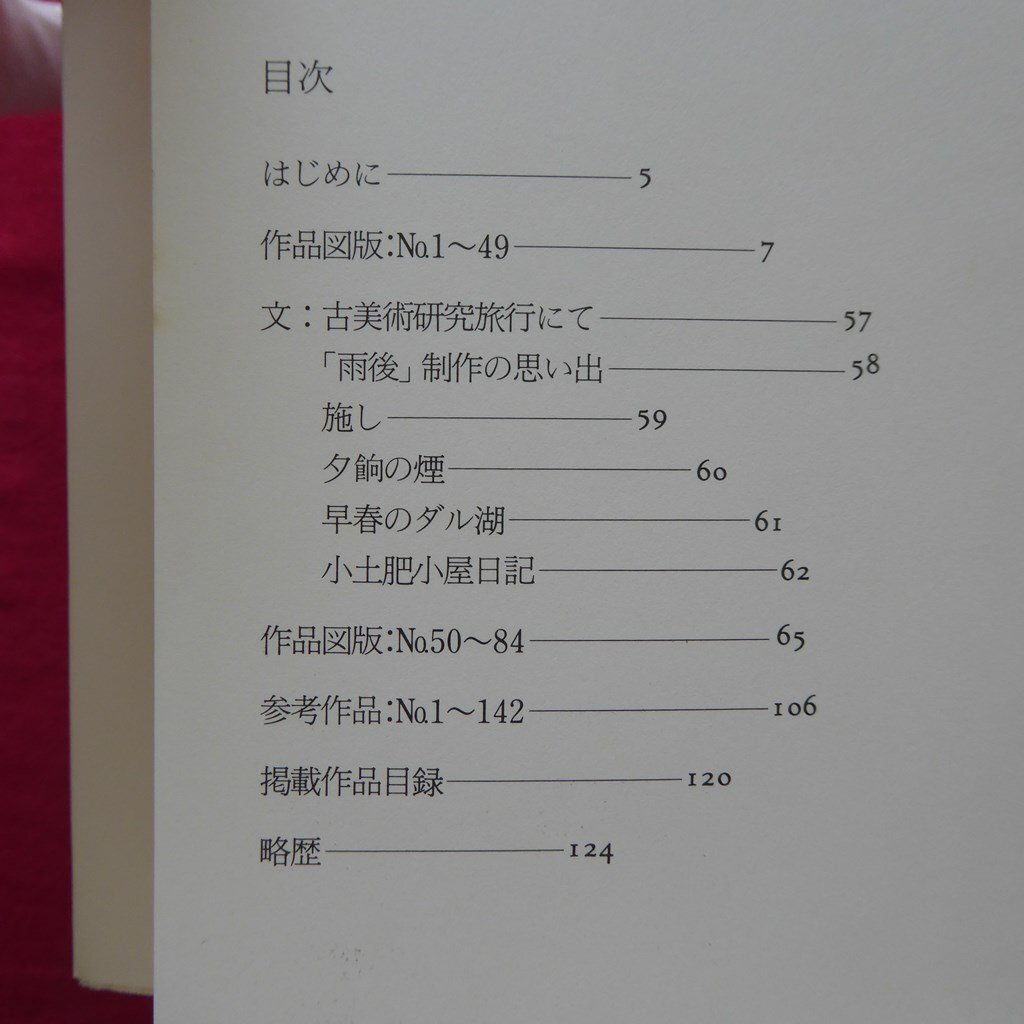 目次
はじめに——5
作品図版:No.1〜49——7
文：古美術研究旅行にて——57
「雨後」制作の思い出——58
施し——59
夕餉の煙——60
早春のダル湖——61
小土肥小屋日記——62
作品図版:No.50〜84——65
参考作品:No.1〜142——106
掲載作品目録——120
略歴——124